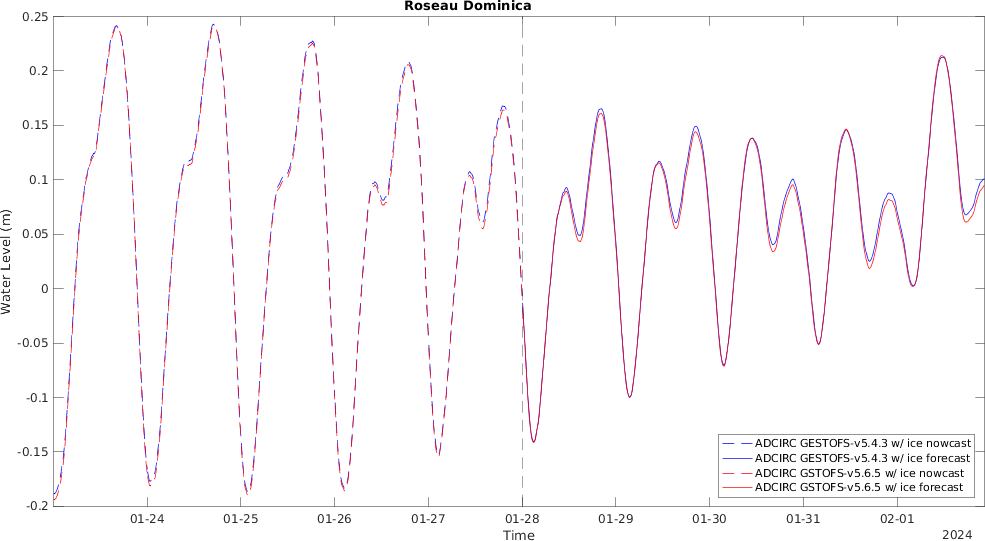 Roseau Dominica
0.25
0.2
0.15
0.1
0.05
0
-0.05
-0.1
-0.15
-0.2
Water Level (m)
ADCIRC GESTOFS-v5.4.3 w/ ice nowcast
ADCIRC GESTOFS-v5.4.3 w/ ice forecast
ADCIRC GSTOFS-v5.6.5 w/ ice nowcast
ADCIRC GSTOFS-v5.6.5 w/ ice forecast
01-24 01-25 01-26 01-27 01-28 01-29 01-30 01-31 02-01
Time
2024